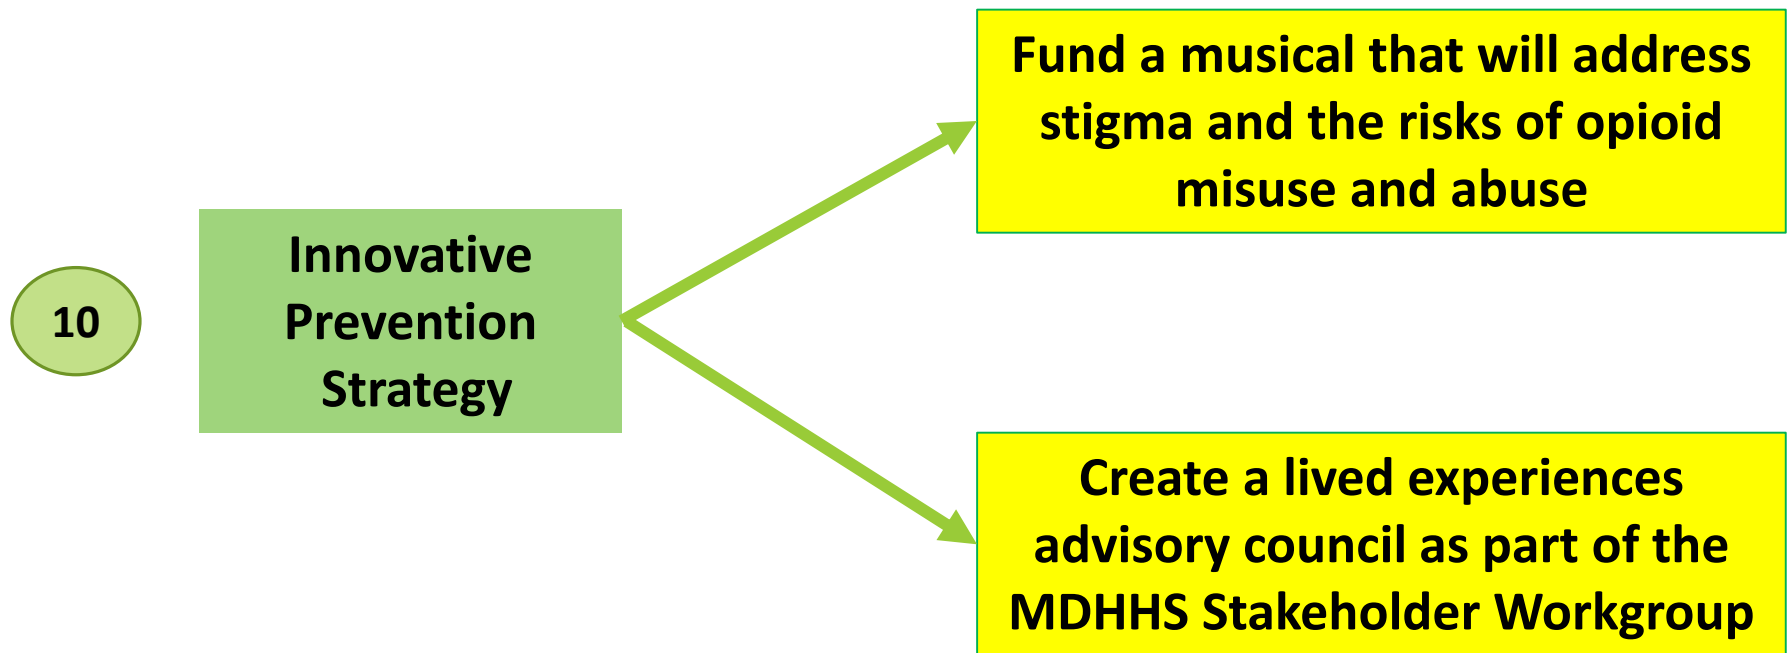 10
Innovative
Prevention
Strategy
Fund a musical that will address
stigma and the risks of opioid
misuse and abuse
Create a lived experiences
advisory council as part of the
MDHHS Stakeholder Workgroup